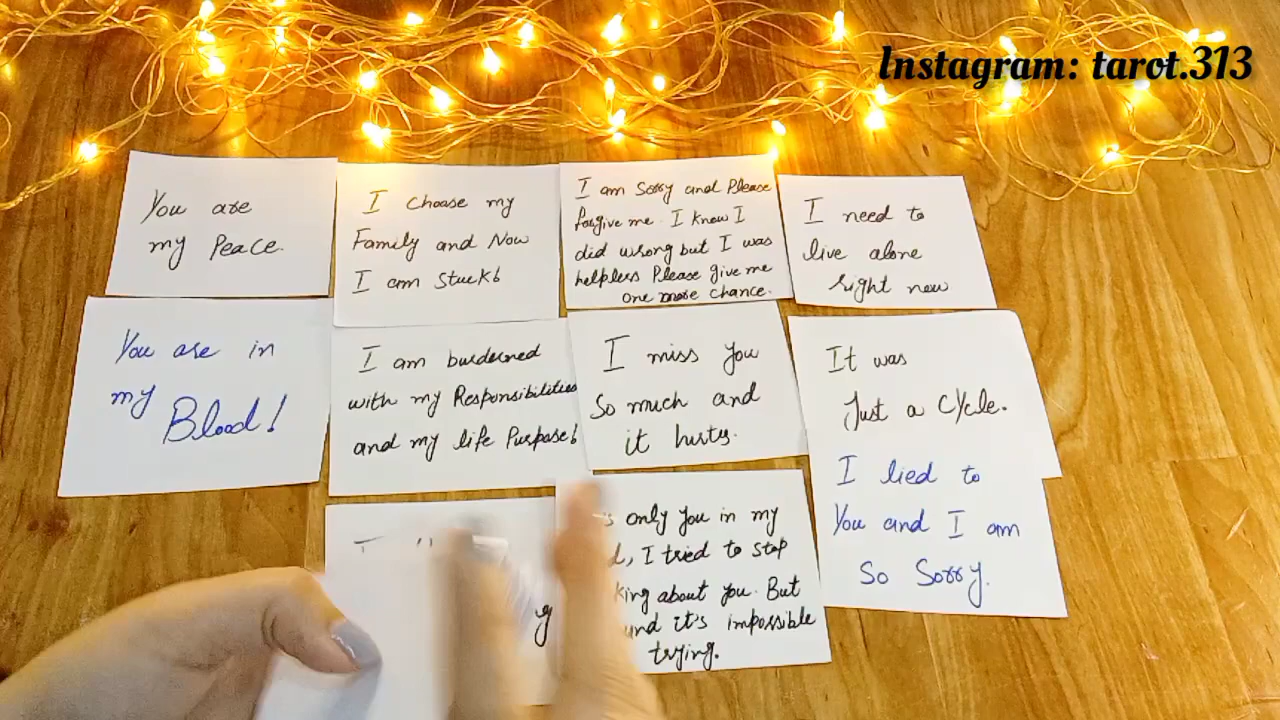 Instagram: tarot.313
You are
my Peace.
I choose my
Family and Now
I am stuck!
I am Sorry and Please
forgive me. I know I
did wrong but I was
helpless Please give me
one more chance.
I need to
live alone
right now
You are in
my Blood!
I am burdened
with my Responsibilities
and my life Purpose!
I miss you
So much and
it hurts.
It was
Just a Cycle.
only you in my
I tried to stop
about you. But
it's impossible
trying.
I lied to
You and I am
So Sorry.